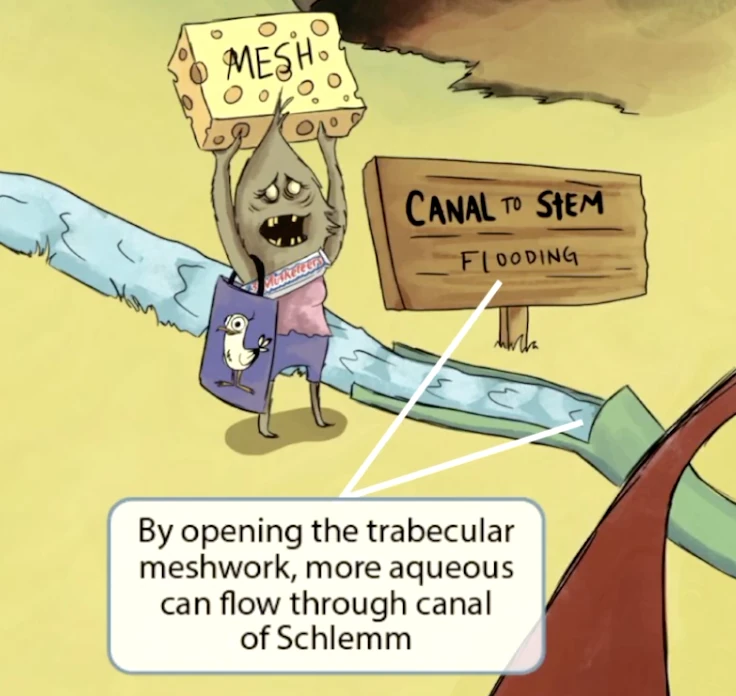 MESH
CANAL TO STEM
FLOODING
By opening the trabecular
meshwork, more aqueous
can flow through canal
of Schlemm